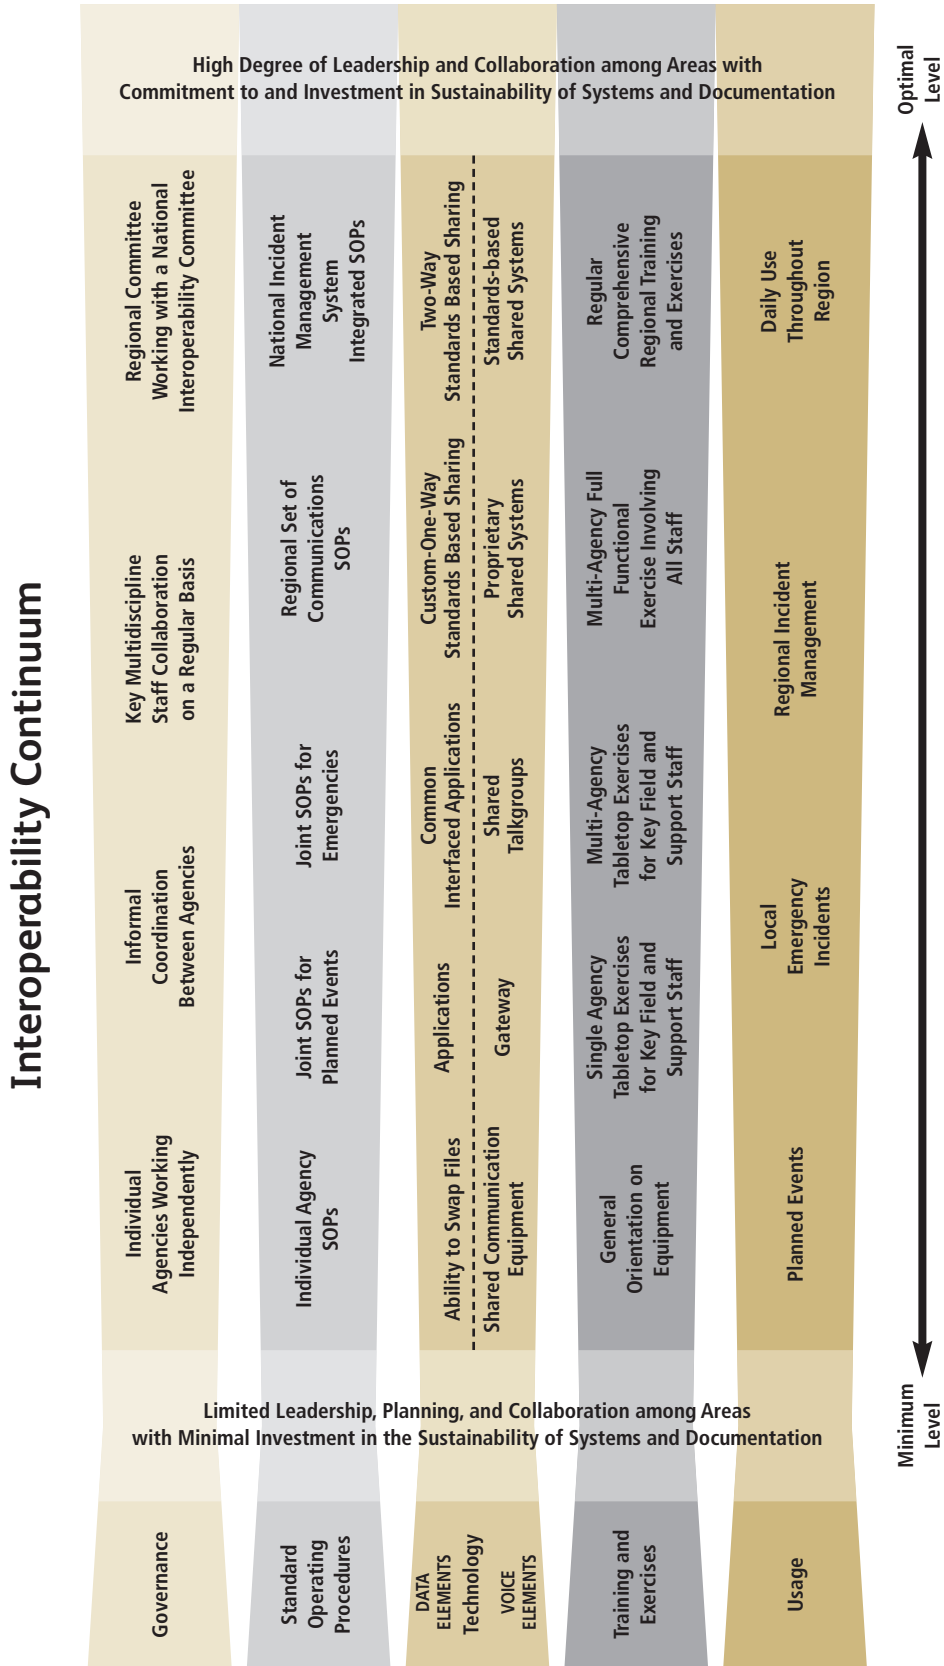 Interoperability Continuum
High Degree of Leadership and Collaboration among Areas with
Commitment to and Investment in Sustainability of Systems and Documentation
Limited Leadership, Planning, and Collaboration among Areas
with Minimal Investment in the Sustainability of Systems and Documentation
Governance
Individual
Agencies Working
Independently
Informal
Coordination
Between Agencies
Key Multidiscipline
Staff Collaboration
on a Regular Basis
Regional Committee
Working with a National
Interoperability Committee
Standard
Operating
Procedures
Individual Agency
SOPs
Joint SOPs for
Planned Events
Joint SOPs for
Emergencies
Regional Set of
Communications
SOPs
National Incident
Management
System
Integrated SOPs
DATA
ELEMENTS
Technology
VOICE
ELEMENTS
Ability to Swap Files
Applications
Common
Interfaced Applications
Custom-One-Way
Standards Based Sharing
Two-Way
Standards Based Sharing
Shared Communication
Equipment
Gateway
Shared
Talkgroups
Proprietary
Shared Systems
Standards-based
Shared Systems
Training and
Exercises
General
Orientation on
Equipment
Single Agency
Tabletop Exercises
for Key Field and
Support Staff
Multi-Agency
Tabletop Exercises
for Key Field and
Support Staff
Multi-Agency Full
Functional
Exercise Involving
All Staff
Regular
Comprehensive
Regional Training
and Exercises
Usage
Planned Events
Local
Emergency
Incidents
Regional Incident
Management
Daily Use
Throughout
Region
Minimum
Level
Optimal
Level